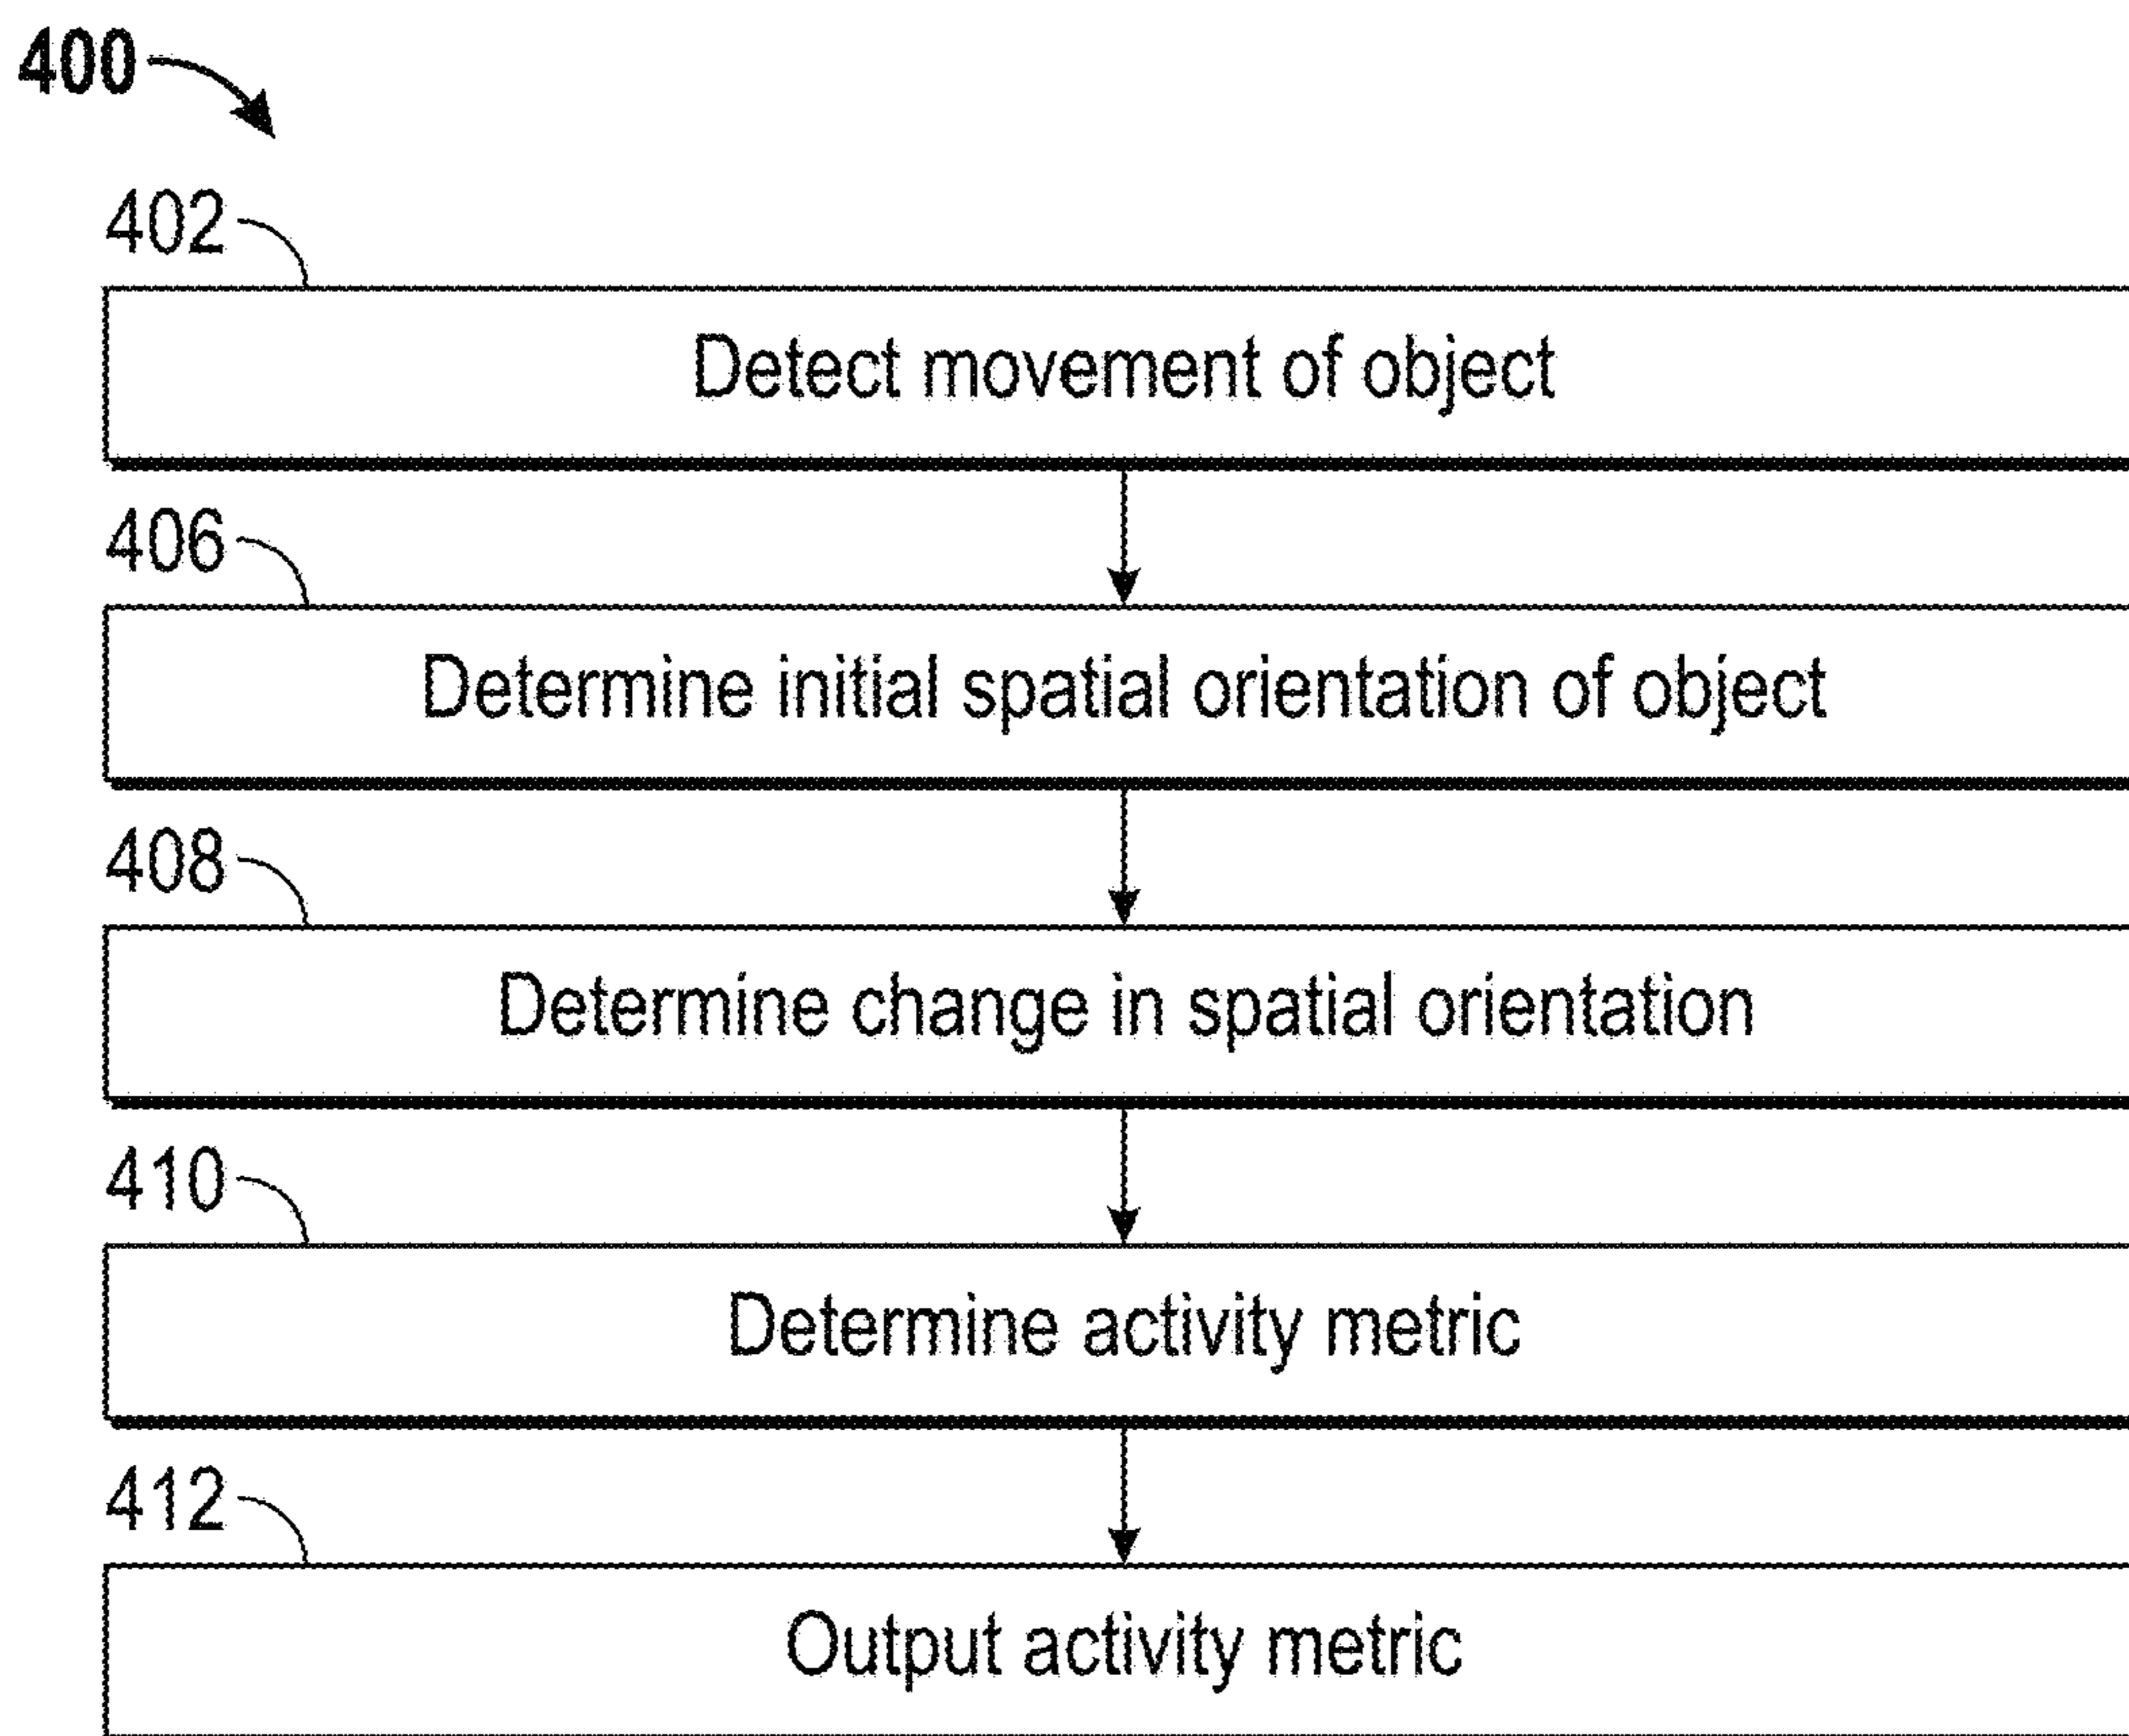 400
402
Detect movement of object
406
Determine initial spatial orientation of object
408
Determine change in spatial orientation
410
Determine activity metric
412
Output activity metric